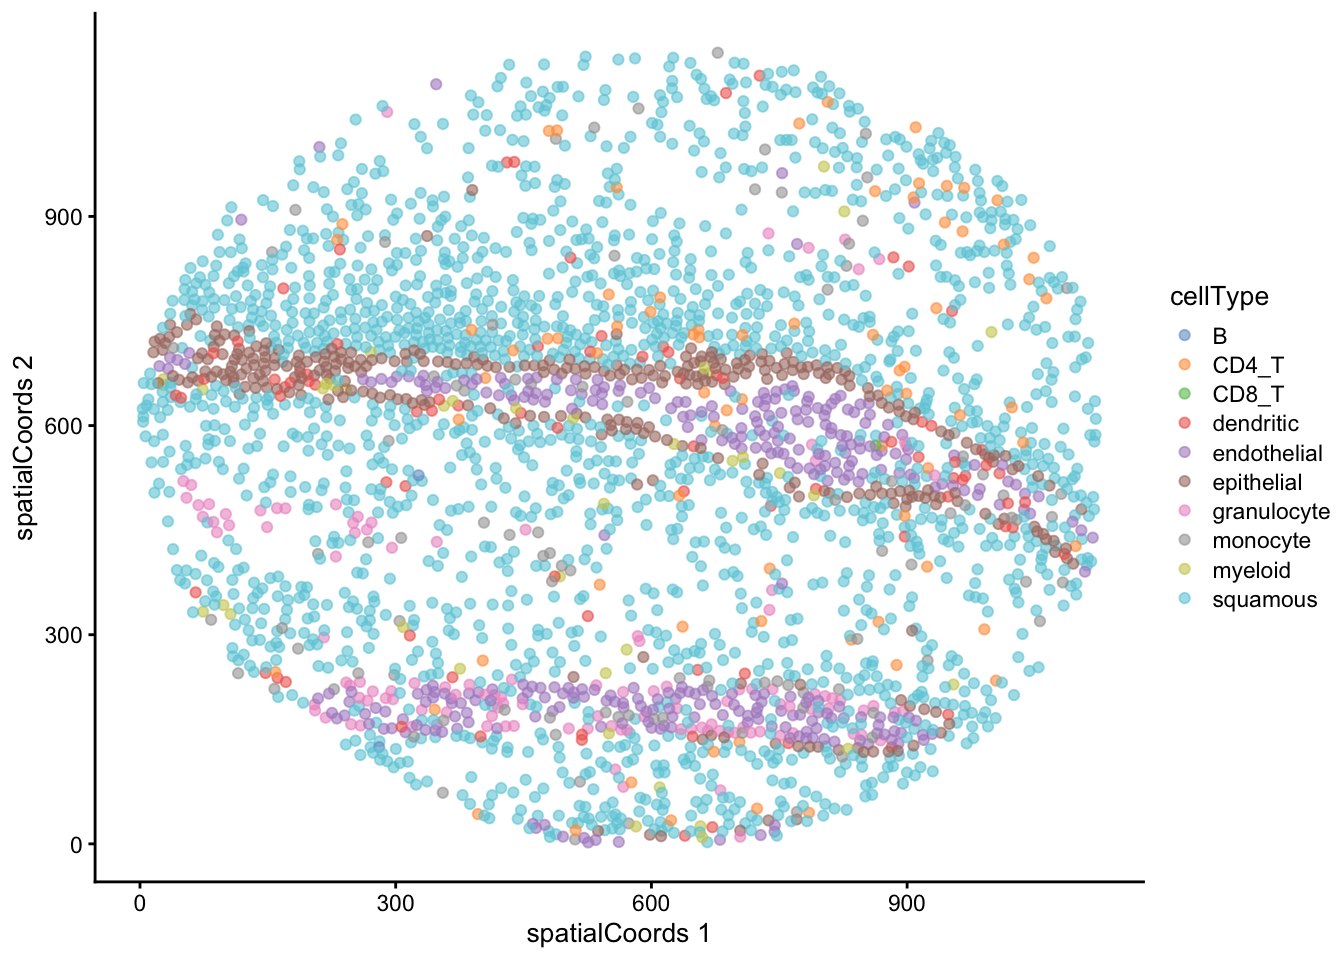 900
600
300
0
0 300 600 900
spatialCoords 1
spatialCoords 2
cellType
B
CD4_T
CD8_T
dendritic
endothelial
epithelial
granulocyte
monocyte
myeloid
squamous